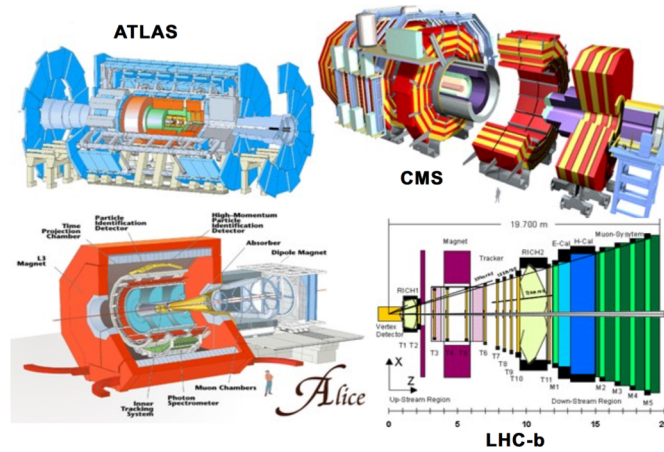 ATLAS
CMS
Particle Identification
Detector
Time
Projection
Chamber
High-Momentum
Particle
Identification
Detector
L3
Magnet
Absorber
Dipole Magnet
Inner
Tracking
System
Photon
Spectrometer
Muon Chambers
Alice
19.700 m
Magnet
Tracker
RICH2
E-Cal
H-Cal
Muon-System
RICH1
Vertex
Detector
T1
T2
T3
T6
T7
T8
T9
T10
T11
M1
M2
M3
M4
M5
X
Z
Up-Stream Region
Down-Stream Region
0
5
10
15
20
LHC-b